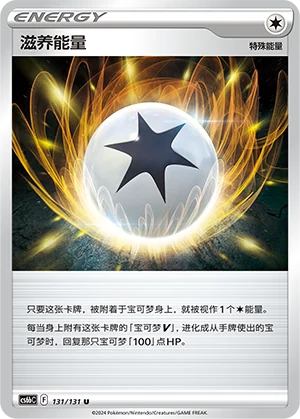 ENERGY
滋养能量
特殊能量
只要这张卡牌，被附着于宝可梦身上，就被视作1个能量。
每当身上附有这张卡牌的「宝可梦V」，进化成从手牌使出的宝可梦时，回复那只宝可梦「100」点HP。
CS6bC F 131/131 U
©2024 Pokémon/Nintendo/Creatures/GAME FREAK.